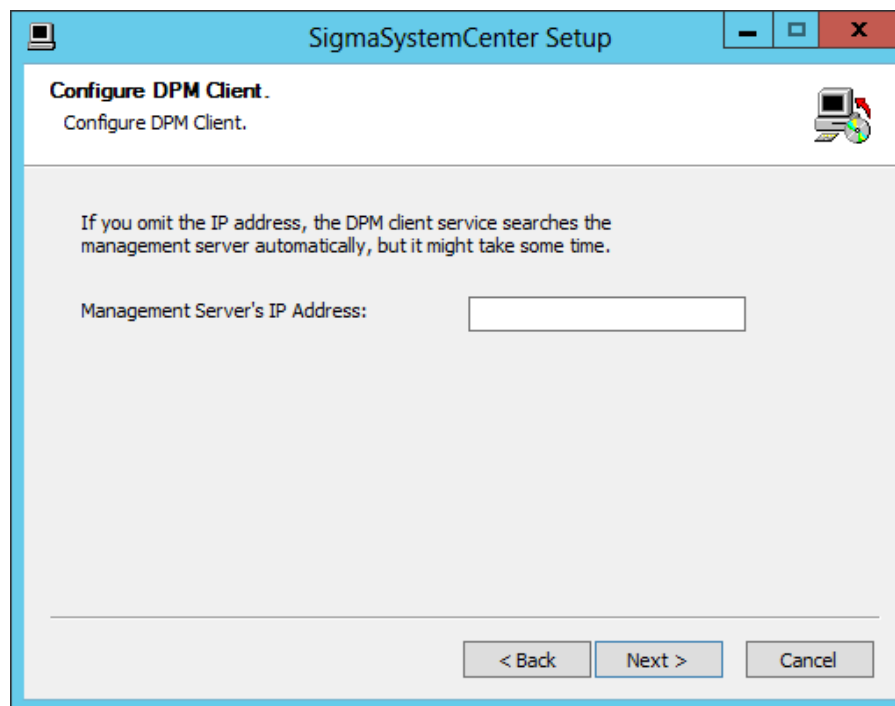 SigmaSystemCenter Setup
Configure DPM Client.
Configure DPM Client.
If you omit the IP address, the DPM client service searches the
management server automatically, but it might take some time.
Management Server's IP Address:
< Back
Next >
Cancel